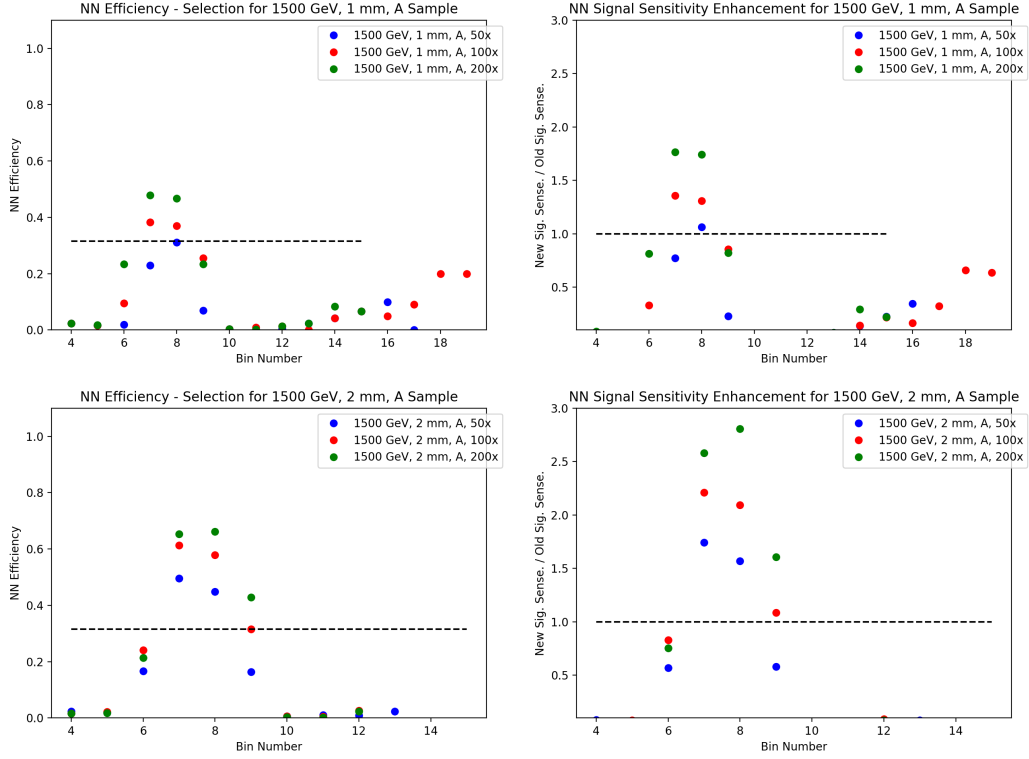 NN Efficiency - Selection for 1500 GeV, 1 mm, A Sample
1500 GeV, 1 mm, A, 50x
1500 GeV, 1 mm, A, 100x
1500 GeV, 1 mm, A, 200x
1.0
0.8
0.6
0.4
0.2
0.0
NN Efficiency
4 6 8 10 12 14 16 18
Bin Number
NN Signal Sensitivity Enhancement for 1500 GeV, 1 mm, A Sample
1500 GeV, 1 mm, A, 50x
1500 GeV, 1 mm, A, 100x
1500 GeV, 1 mm, A, 200x
3.0
2.5
2.0
1.5
1.0
0.5
New Sig. Sense. / Old Sig. Sense.
4 6 8 10 12 14 16 18
Bin Number
NN Efficiency - Selection for 1500 GeV, 2 mm, A Sample
1500 GeV, 2 mm, A, 50x
1500 GeV, 2 mm, A, 100x
1500 GeV, 2 mm, A, 200x
1.0
0.8
0.6
0.4
0.2
0.0
NN Efficiency
4 6 8 10 12 14
Bin Number
NN Signal Sensitivity Enhancement for 1500 GeV, 2 mm, A Sample
1500 GeV, 2 mm, A, 50x
1500 GeV, 2 mm, A, 100x
1500 GeV, 2 mm, A, 200x
3.0
2.5
2.0
1.5
1.0
0.5
New Sig. Sense. / Old Sig. Sense.
4 6 8 10 12 14
Bin Number